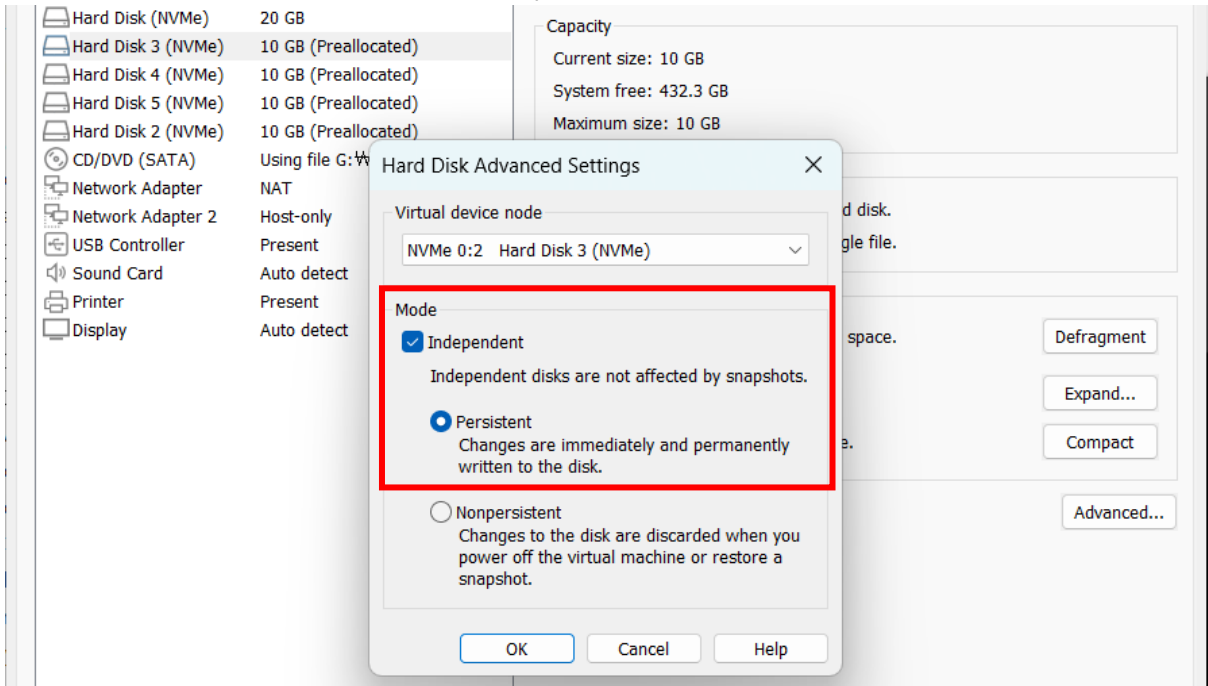 Hard Disk (NVMe) 20 GB
Hard Disk 3 (NVMe) 10 GB (Preallocated)
Hard Disk 4 (NVMe) 10 GB (Preallocated)
Hard Disk 5 (NVMe) 10 GB (Preallocated)
Hard Disk 2 (NVMe) 10 GB (Preallocated)
CD/DVD (SATA) Using file G:₩
Network Adapter NAT
Network Adapter 2 Host-only
USB Controller Present
Sound Card Auto detect
Printer Present
Display Auto detect
Capacity
Current size: 10 GB
System free: 432.3 GB
Maximum size: 10 GB
d disk.
gle file.
space.
Defragment
Expand...
e.
Compact
Advanced...
Hard Disk Advanced Settings
Virtual device node
NVMe 0:2 Hard Disk 3 (NVMe)
Mode
Independent
Independent disks are not affected by snapshots.
Persistent
Changes are immediately and permanently
written to the disk.
Nonpersistent
Changes to the disk are discarded when you
power off the virtual machine or restore a
snapshot.
OK Cancel Help